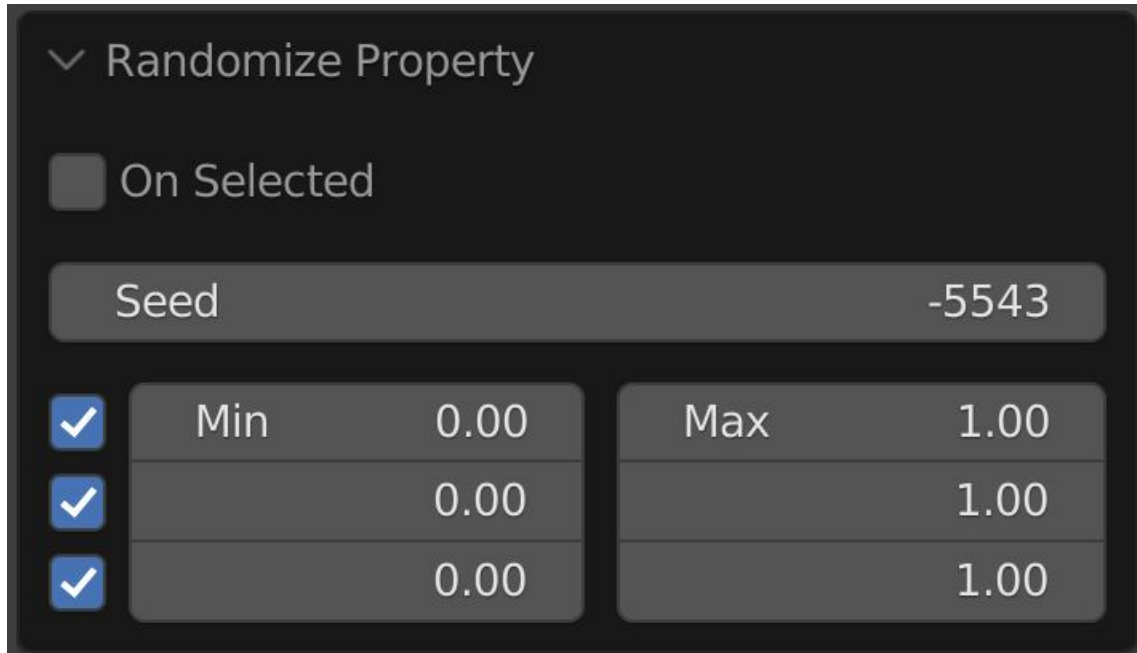 Randomize Property
On Selected
Seed -5543
Min 0.00 Max 1.00
0.00 1.00
0.00 1.00